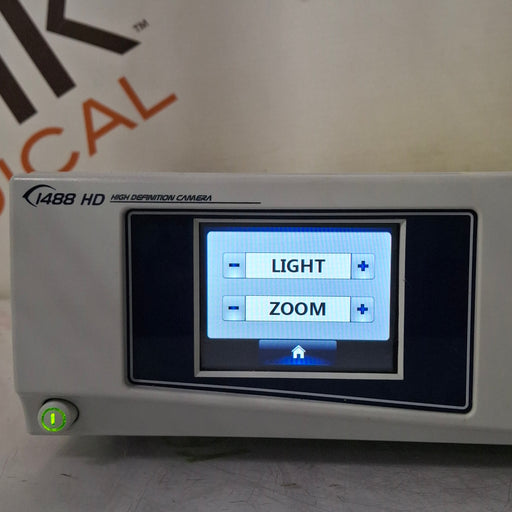 ICAL
1488 HD HIGH DEFINITION CAMERA
- LIGHT +
- ZOOM +